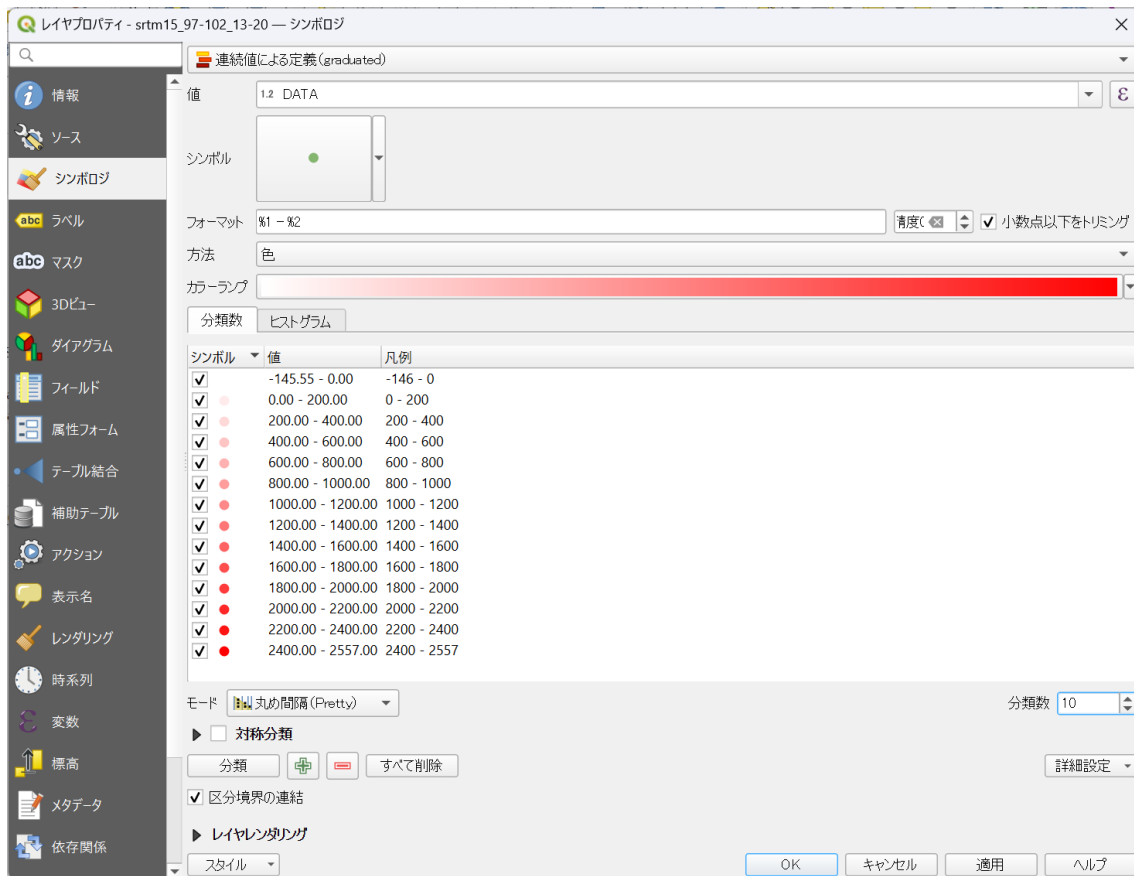 レイヤプロパティ - srtm15_97-102_13-20 — シンボロジ
連続値による定義(graduated)
情報
値
1.2 DATA
ε
ソース
シンボル
シンボロジ
abc ラベル
フォーマット
%1 - %2
小数点以下をトリミング
abc マスク
方法
色
カラーランプ
3Dビュー
分類数
ヒストグラム
ダイアグラム
シンボル 値 凡例
-145.55 - 0.00 -146 - 0
フィールド
0.00 - 200.00 0 - 200
200.00 - 400.00 200 - 400
属性フォーム
400.00 - 600.00 400 - 600
600.00 - 800.00 600 - 800
テーブル結合
800.00 - 1000.00 800 - 1000
1000.00 - 1200.00 1000 - 1200
補助テーブル
1200.00 - 1400.00 1200 - 1400
1400.00 - 1600.00 1400 - 1600
アクション
1600.00 - 1800.00 1600 - 1800
1800.00 - 2000.00 1800 - 2000
表示名
2000.00 - 2200.00 2000 - 2200
2200.00 - 2400.00 2200 - 2400
レンダリング
2400.00 - 2557.00 2400 - 2557
時系列
モード
丸め間隔(Pretty)
分類数
10
ε 変数
対称分類
標高
分類
すべて削除
詳細設定
区分境界の連結
メタデータ
レイヤレンダリング
依存関係
スタイル
OK
キャンセル
適用
ヘルプ